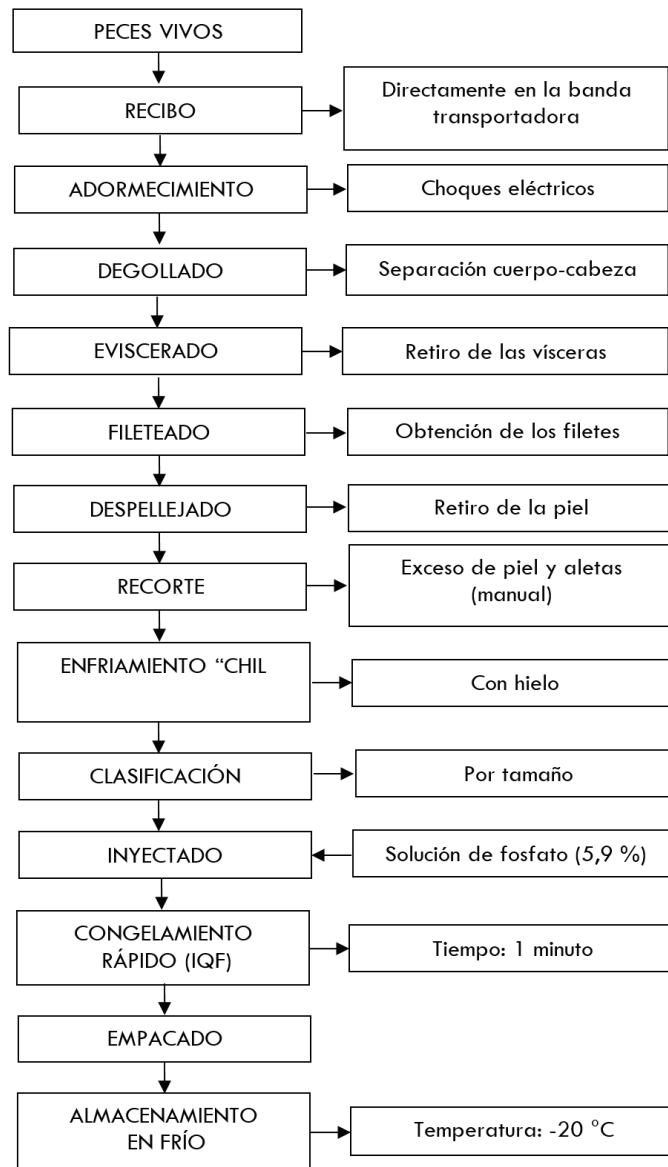 PECES VIVOS
RECIBO
Directamente en la banda
transportadora
ADORMECIMIENTO
Choques eléctricos
DEGOLLADO
Separación cuerpo-cabeza
EVISCERADO
Retiro de las vísceras
FILETEADO
Obtención de los filetes
DESPELLEJADO
Retiro de la piel
RECORTE
Exceso de piel y aletas
(manual)
ENFRIAMIENTO “CHIL
Con hielo
CLASIFICACIÓN
Por tamaño
INYECTADO
Solución de fosfato (5,9 %)
CONGELAMIENTO
RÁPIDO (IQF)
Tiempo: 1 minuto
EMPACADO
ALMACENAMIENTO
EN FRÍO
Temperatura: -20 °C